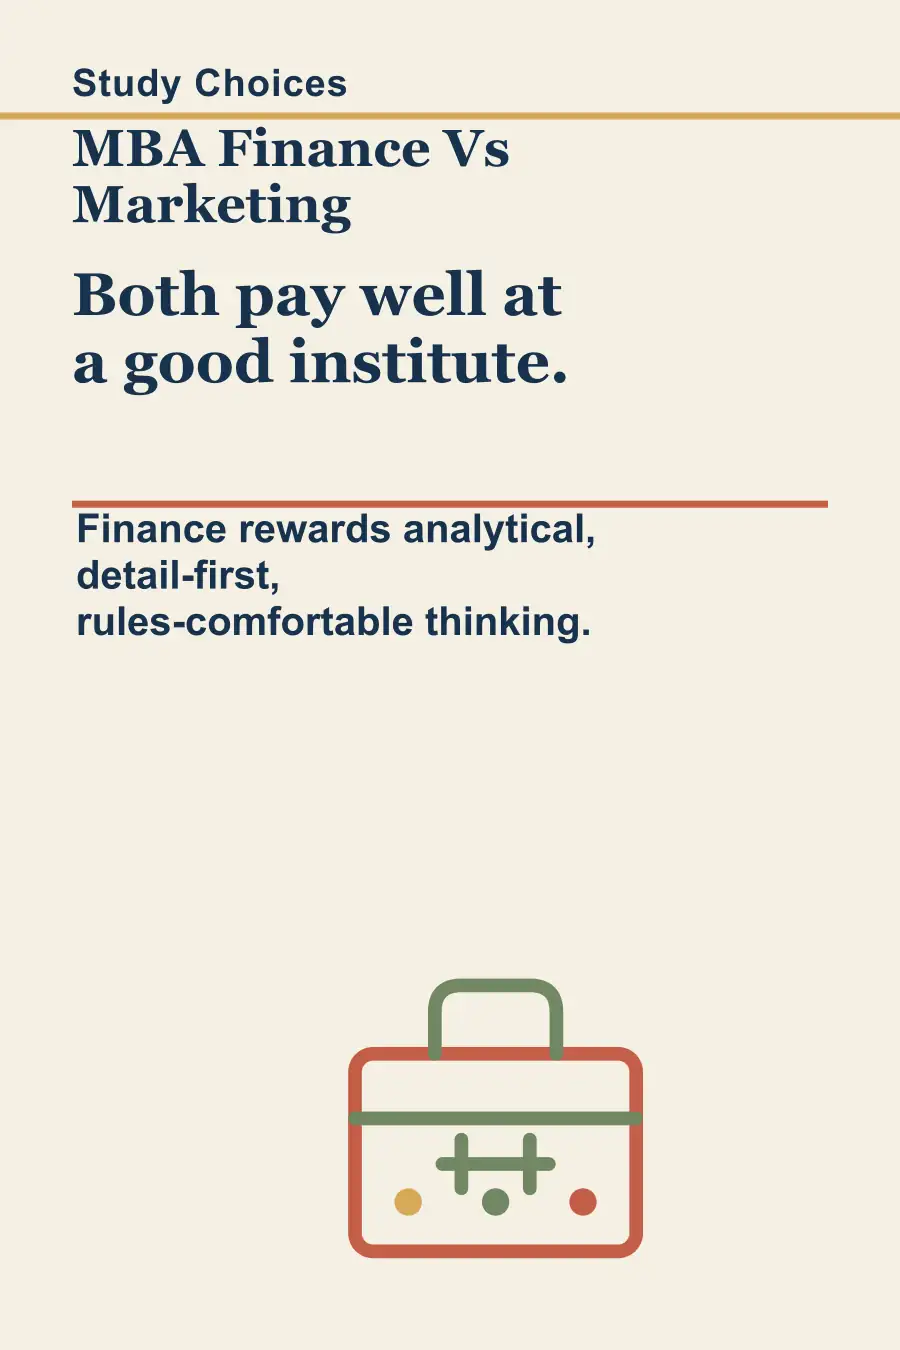 Study Choices
MBA Finance Vs
Marketing
Both pay well at
a good institute.
Finance rewards analytical,
detail-first,
rules-comfortable thinking.